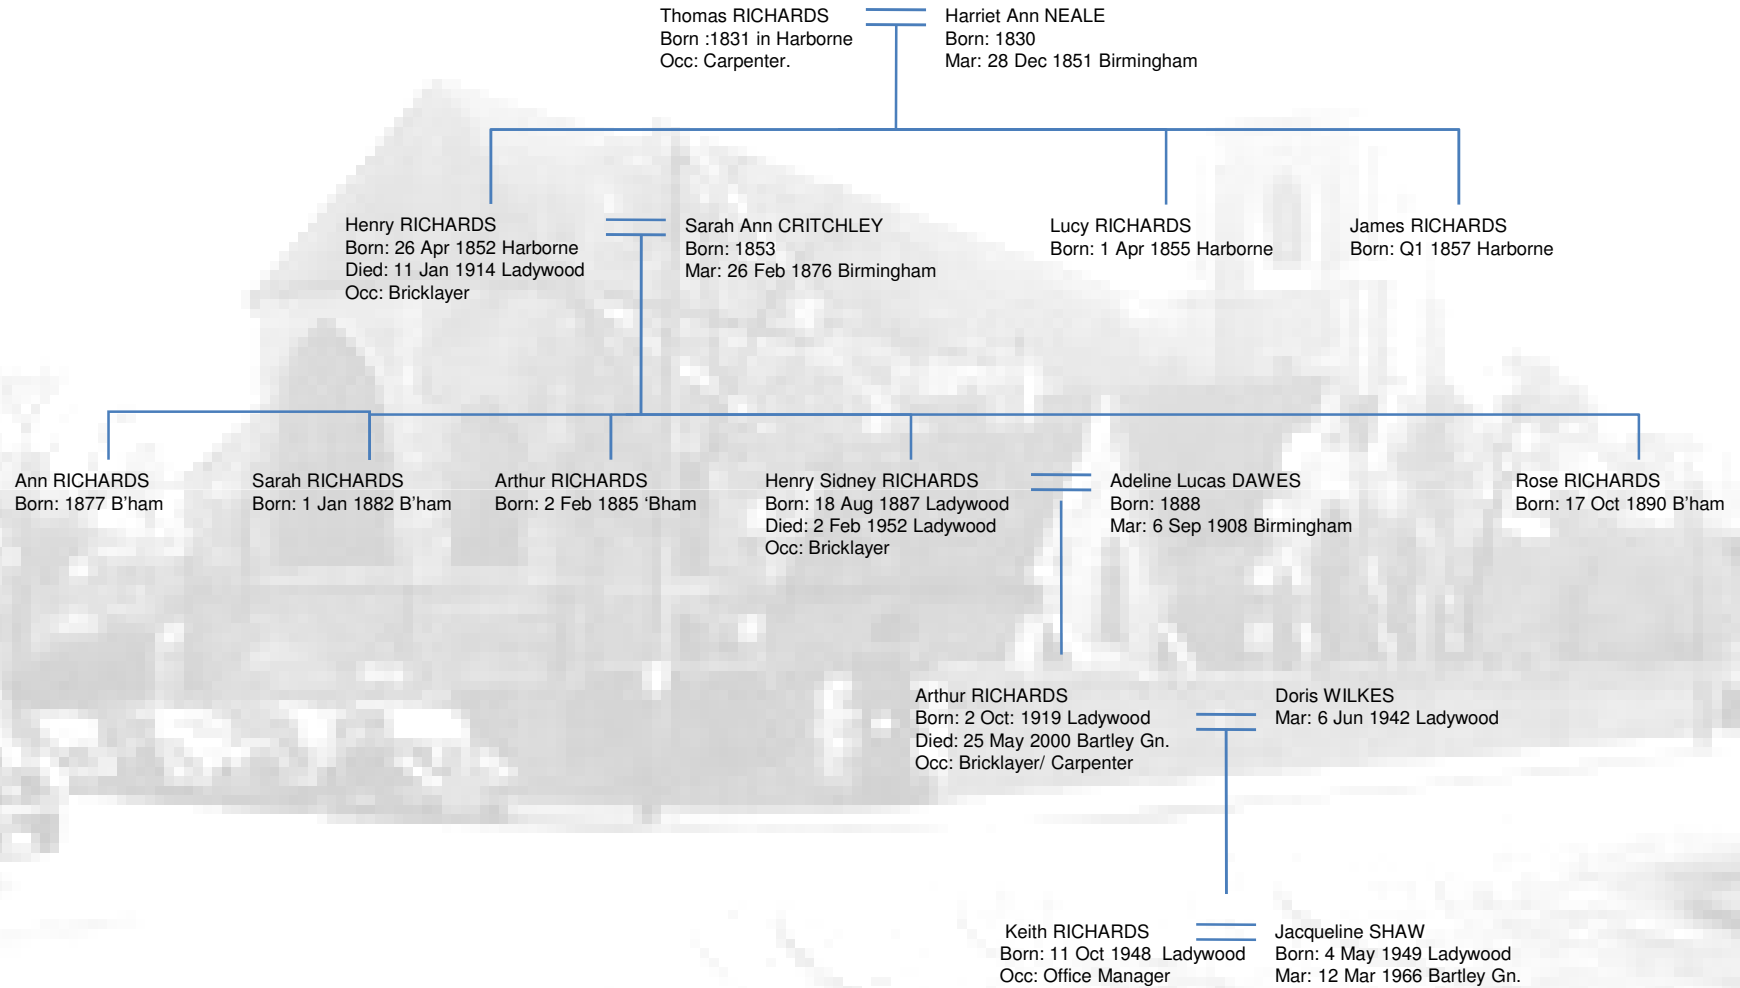 Thomas RICHARDS
Born :1831 in Harborne
Occ: Carpenter.
Harriet Ann NEALE
Born: 1830
Mar: 28 Dec 1851 Birmingham
Henry RICHARDS
Born: 26 Apr 1852 Harborne
Died: 11 Jan 1914 Ladywood
Occ: Bricklayer
Sarah Ann CRITCHLEY
Born: 1853
Mar: 26 Feb 1876 Birmingham
Lucy RICHARDS
Born: 1 Apr 1855 Harborne
James RICHARDS
Born: Q1 1857 Harborne
Ann RICHARDS
Born: 1877 B’ham
Sarah RICHARDS
Born: 1 Jan 1882 B’ham
Arthur RICHARDS
Born: 2 Feb 1885 ‘Bham
Henry Sidney RICHARDS
Born: 18 Aug 1887 Ladywood
Died: 2 Feb 1952 Ladywood
Occ: Bricklayer
Adeline Lucas DAWES
Born: 1888
Mar: 6 Sep 1908 Birmingham
Rose RICHARDS
Born: 17 Oct 1890 B’ham
Arthur RICHARDS
Born: 2 Oct: 1919 Ladywood
Died: 25 May 2000 Bartley Gn.
Occ: Bricklayer/ Carpenter
Doris WILKES
Mar: 6 Jun 1942 Ladywood
Keith RICHARDS
Born: 11 Oct 1948 Ladywood
Occ: Office Manager
Jacqueline SHAW
Born: 4 May 1949 Ladywood
Mar: 12 Mar 1966 Bartley Gn.